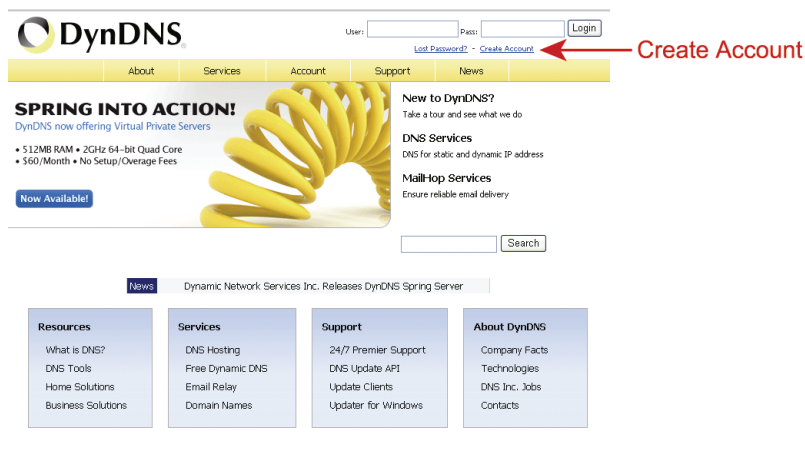 DynDNS
User: Pass: Login
Lost Password? - Create Account
Create Account
About Services Account Support News
SPRING INTO ACTION!
DynDNS now offering Virtual Private Servers
• 512MB RAM • 2GHz 64-bit Quad Core
• $60/Month • No Setup/Overage Fees
Now Available!
New to DynDNS?
Take a tour and see what we do
DNS Services
DNS for static and dynamic IP address
MailHop Services
Ensure reliable email delivery
Search
News Dynamic Network Services Inc. Releases DynDNS Spring Server
Resources
What is DNS?
DNS Tools
Home Solutions
Business Solutions
Services
DNS Hosting
Free Dynamic DNS
Email Relay
Domain Names
Support
24/7 Premier Support
DNS Update API
Update Clients
Updater for Windows
About DynDNS
Company Facts
Technologies
DNS Inc. Jobs
Contacts